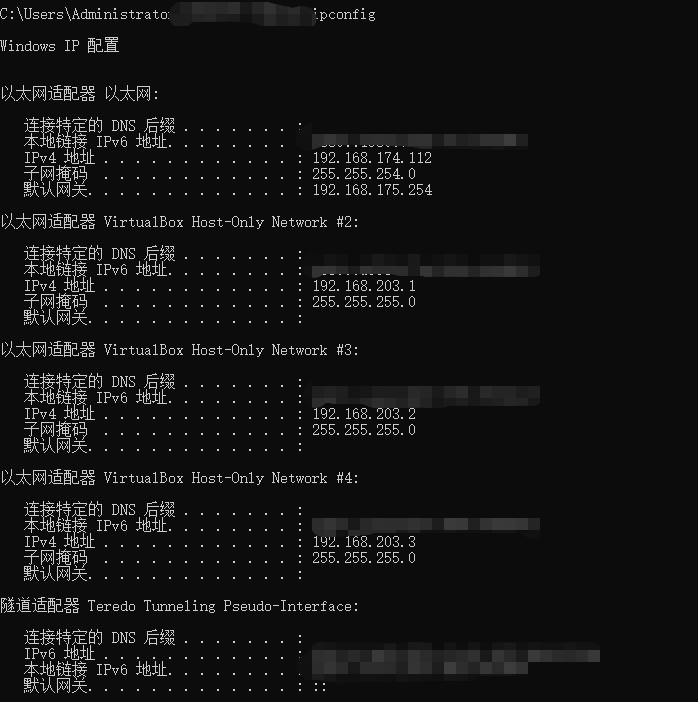 C:\Users\Administrator ipconfig
Windows IP 配置
以太网适配器 以太网:
连接特定的 DNS 后缀 . . . . . . . :
本地链接 IPv6 地址. . . . . . . . :
IPv4 地址 . . . . . . . . . . . . : 192.168.174.112
子网掩码 . . . . . . . . . . . . : 255.255.254.0
默认网关. . . . . . . . . . . . . : 192.168.175.254
以太网适配器 VirtualBox Host-Only Network #2:
连接特定的 DNS 后缀 . . . . . . . :
本地链接 IPv6 地址. . . . . . . . :
IPv4 地址 . . . . . . . . . . . . : 192.168.203.1
子网掩码 . . . . . . . . . . . . : 255.255.255.0
默认网关. . . . . . . . . . . . . :
以太网适配器 VirtualBox Host-Only Network #3:
连接特定的 DNS 后缀 . . . . . . . :
本地链接 IPv6 地址. . . . . . . . :
IPv4 地址 . . . . . . . . . . . . : 192.168.203.2
子网掩码 . . . . . . . . . . . . : 255.255.255.0
默认网关. . . . . . . . . . . . . :
以太网适配器 VirtualBox Host-Only Network #4:
连接特定的 DNS 后缀 . . . . . . . :
本地链接 IPv6 地址. . . . . . . . :
IPv4 地址 . . . . . . . . . . . . : 192.168.203.3
子网掩码 . . . . . . . . . . . . : 255.255.255.0
默认网关. . . . . . . . . . . . . :
隧道适配器 Teredo Tunneling Pseudo-Interface:
连接特定的 DNS 后缀 . . . . . . . :
IPv6 地址 . . . . . . . . . . . . :
本地链接 IPv6 地址. . . . . . . . :
默认网关. . . . . . . . . . . . . : ::